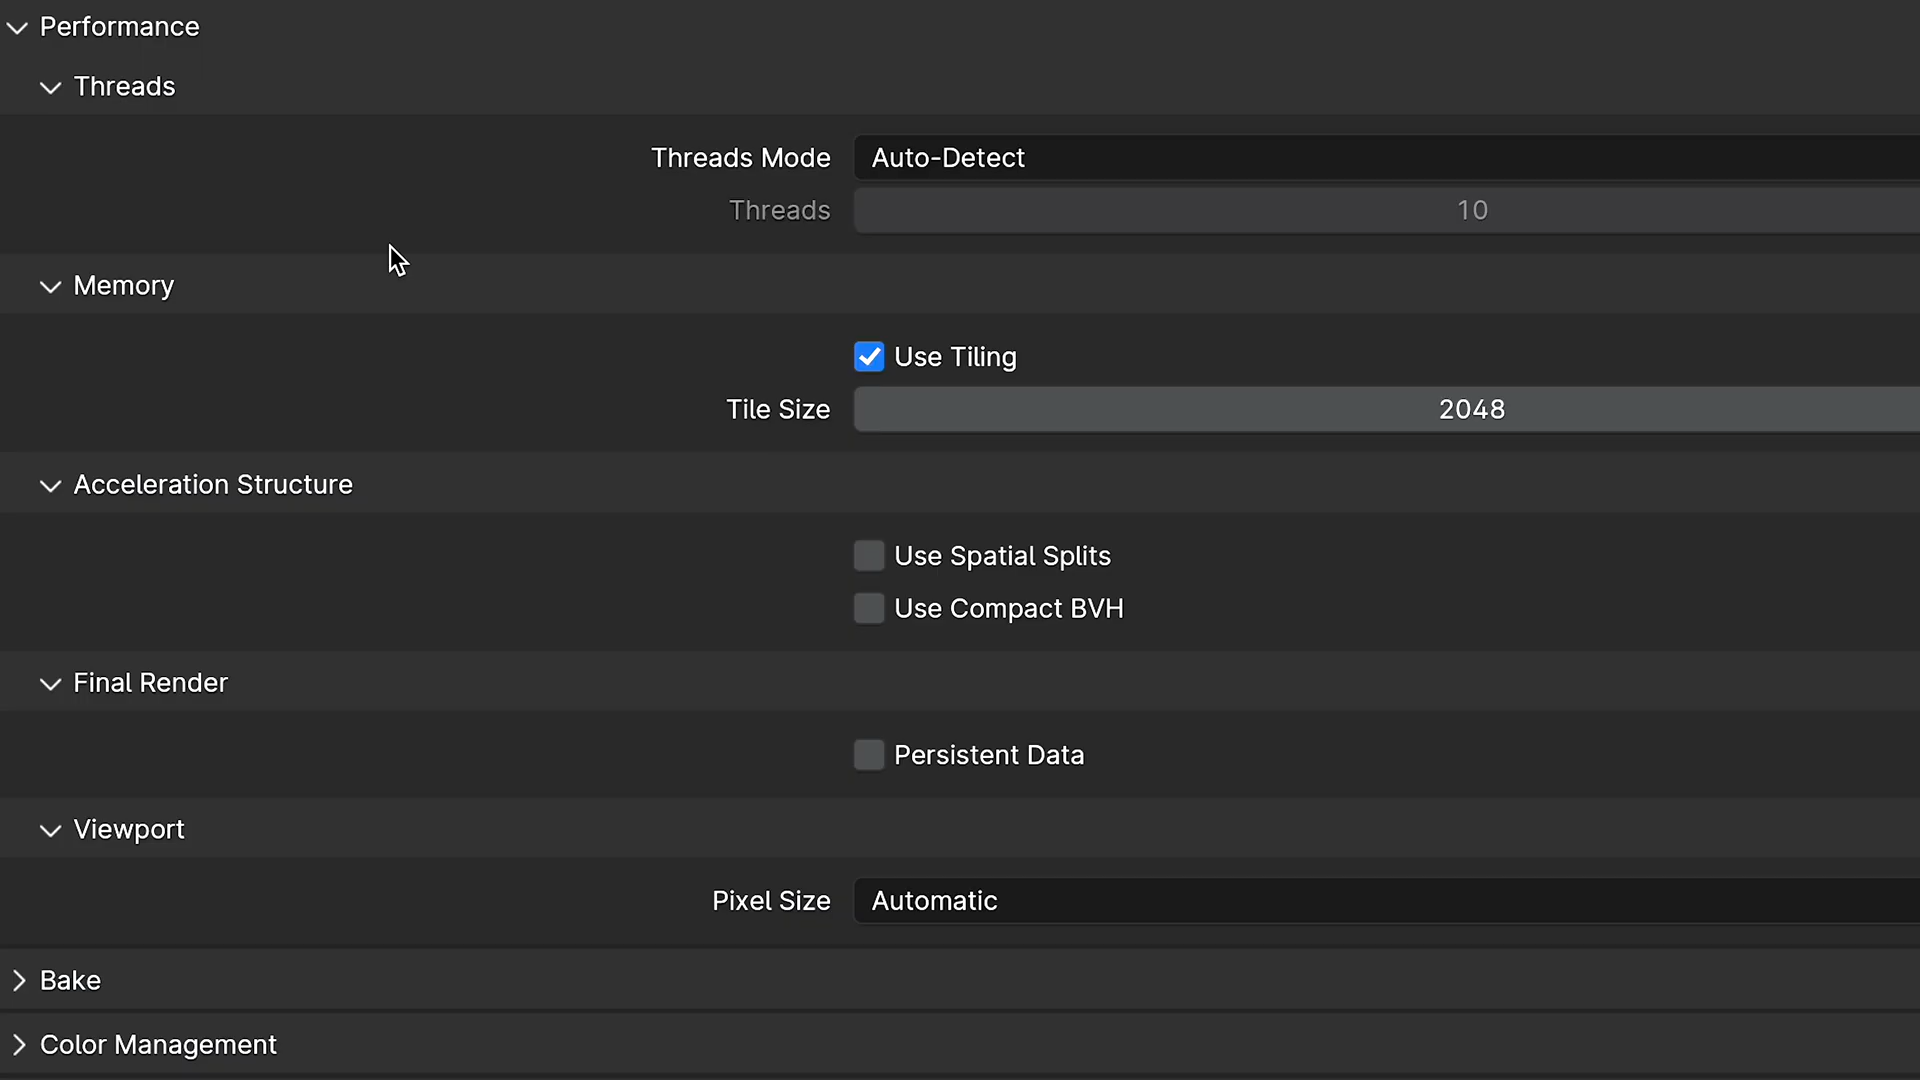 Performance
Threads
Threads Mode Auto-Detect
Threads 10
Memory
Use Tiling
Tile Size 2048
Acceleration Structure
Use Spatial Splits
Use Compact BVH
Final Render
Persistent Data
Viewport
Pixel Size Automatic
Bake
Color Management